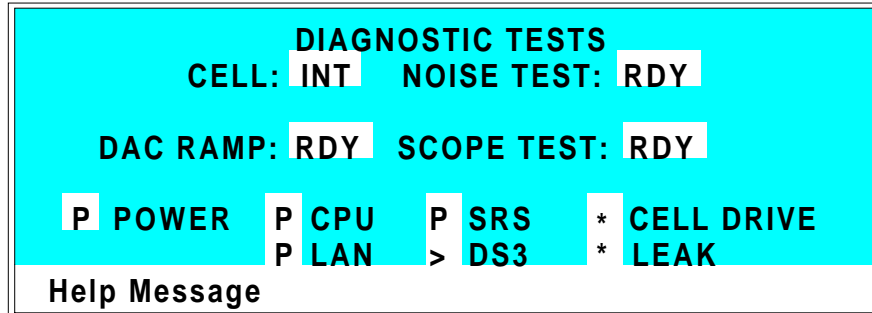 DIAGNOSTIC TESTS
CELL: INT NOISE TEST: RDY
DAC RAMP: RDY SCOPE TEST: RDY
P POWER P CPU P SRS * CELL DRIVE
P LAN > DS3 * LEAK
Help Message